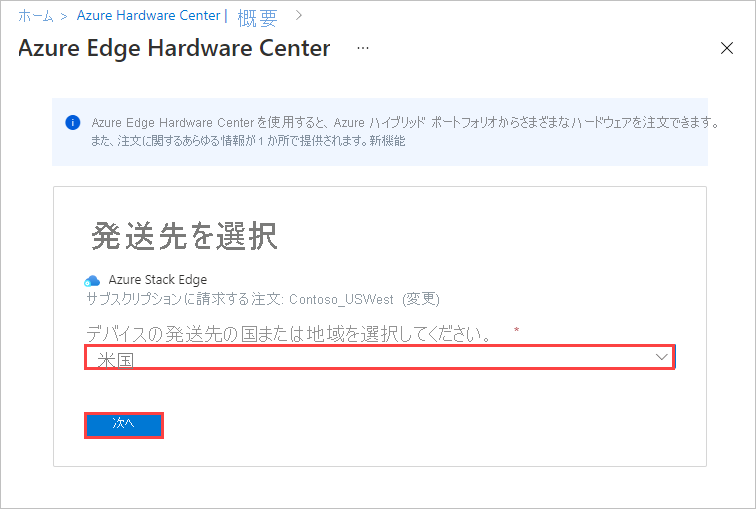 ホーム > Azure Hardware Center | 概要 >
Azure Edge Hardware Center ...
Azure Edge Hardware Center を使用すると、Azure ハイブリッド ポートフォリオからさまざまなハードウェアを注文できます。
また、注文に関するあらゆる情報が 1 か所で提供されます。新機能
発送先を選択
Azure Stack Edge
サブスクリプションに請求する注文: Contoso_USWest (変更)
デバイスの発送先の国または地域を選択してください。 *
米国
次へ